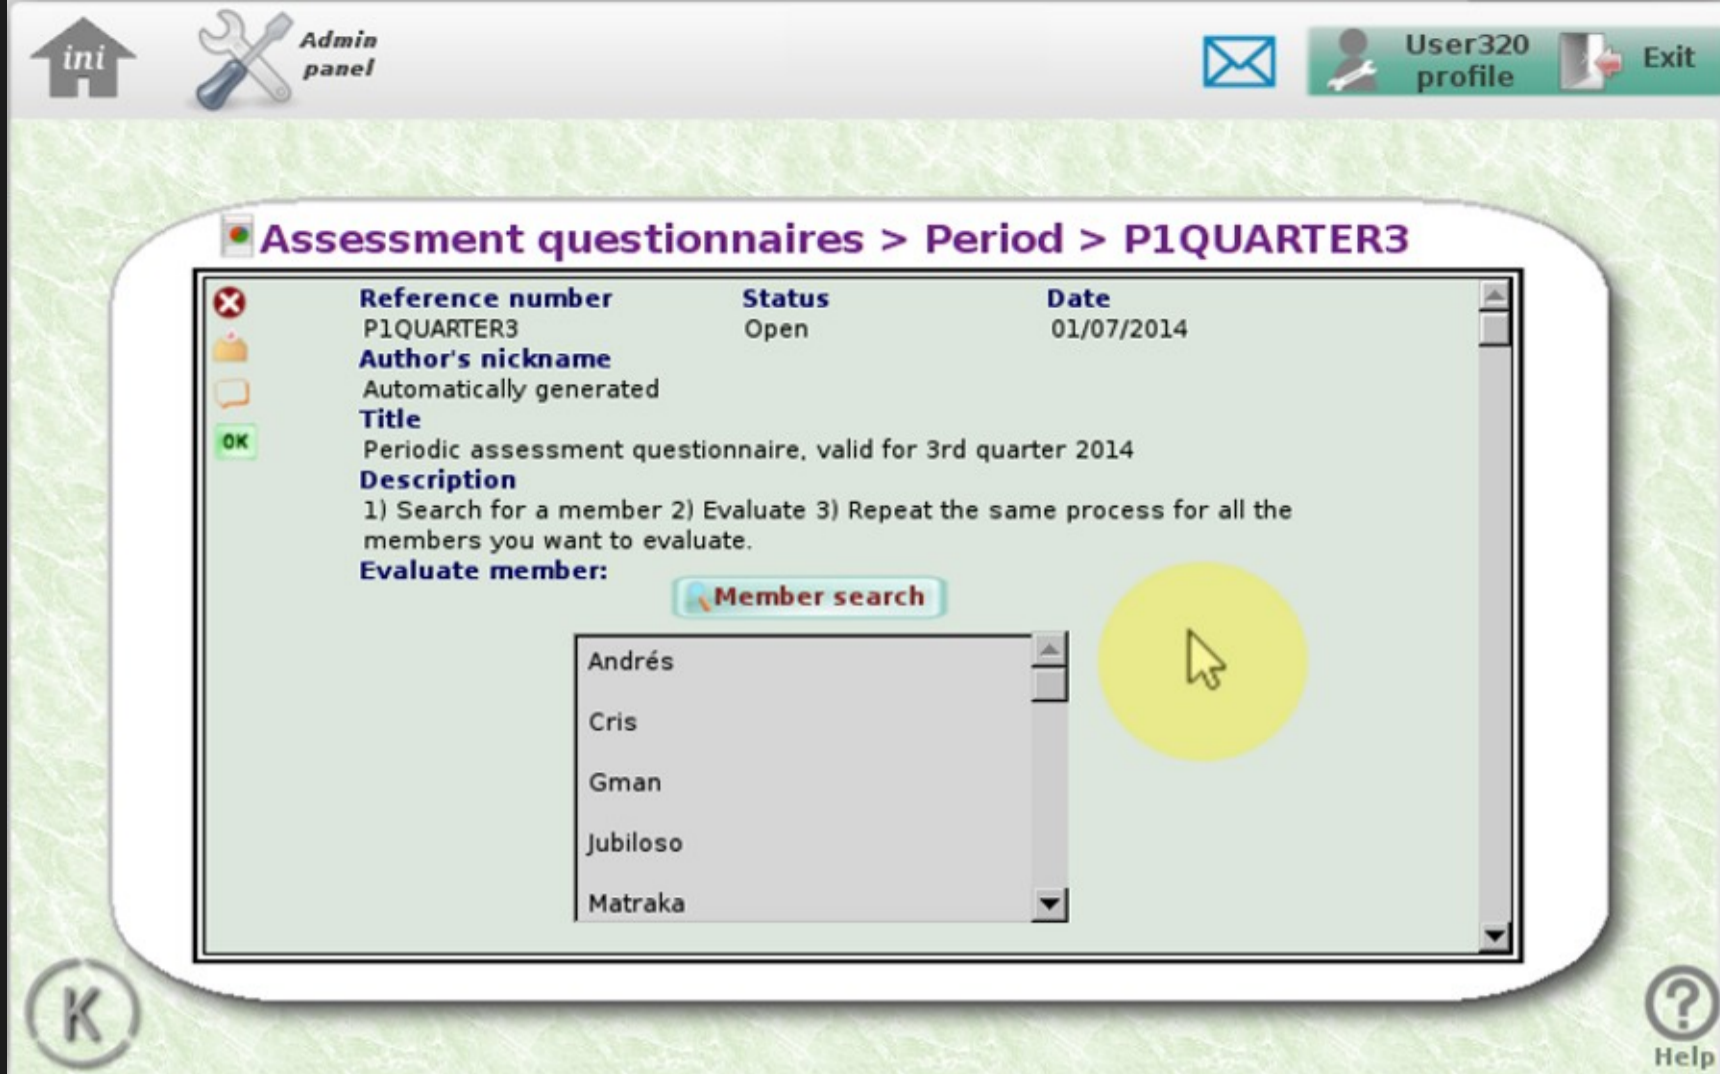 ini
Admin
panel
User320
profile
Exit
Assessment questionnaires > Period > P1QUARTER3
Reference number Status Date
P1QUARTER3 Open 01/07/2014
Author's nickname
Automatically generated
Title
OK
Periodic assessment questionnaire, valid for 3rd quarter 2014
Description
1) Search for a member 2) Evaluate 3) Repeat the same process for all the
members you want to evaluate.
Evaluate member:
Member search
Andrés
Cris
Gman
Jubiloso
Matraka
K
?
Help